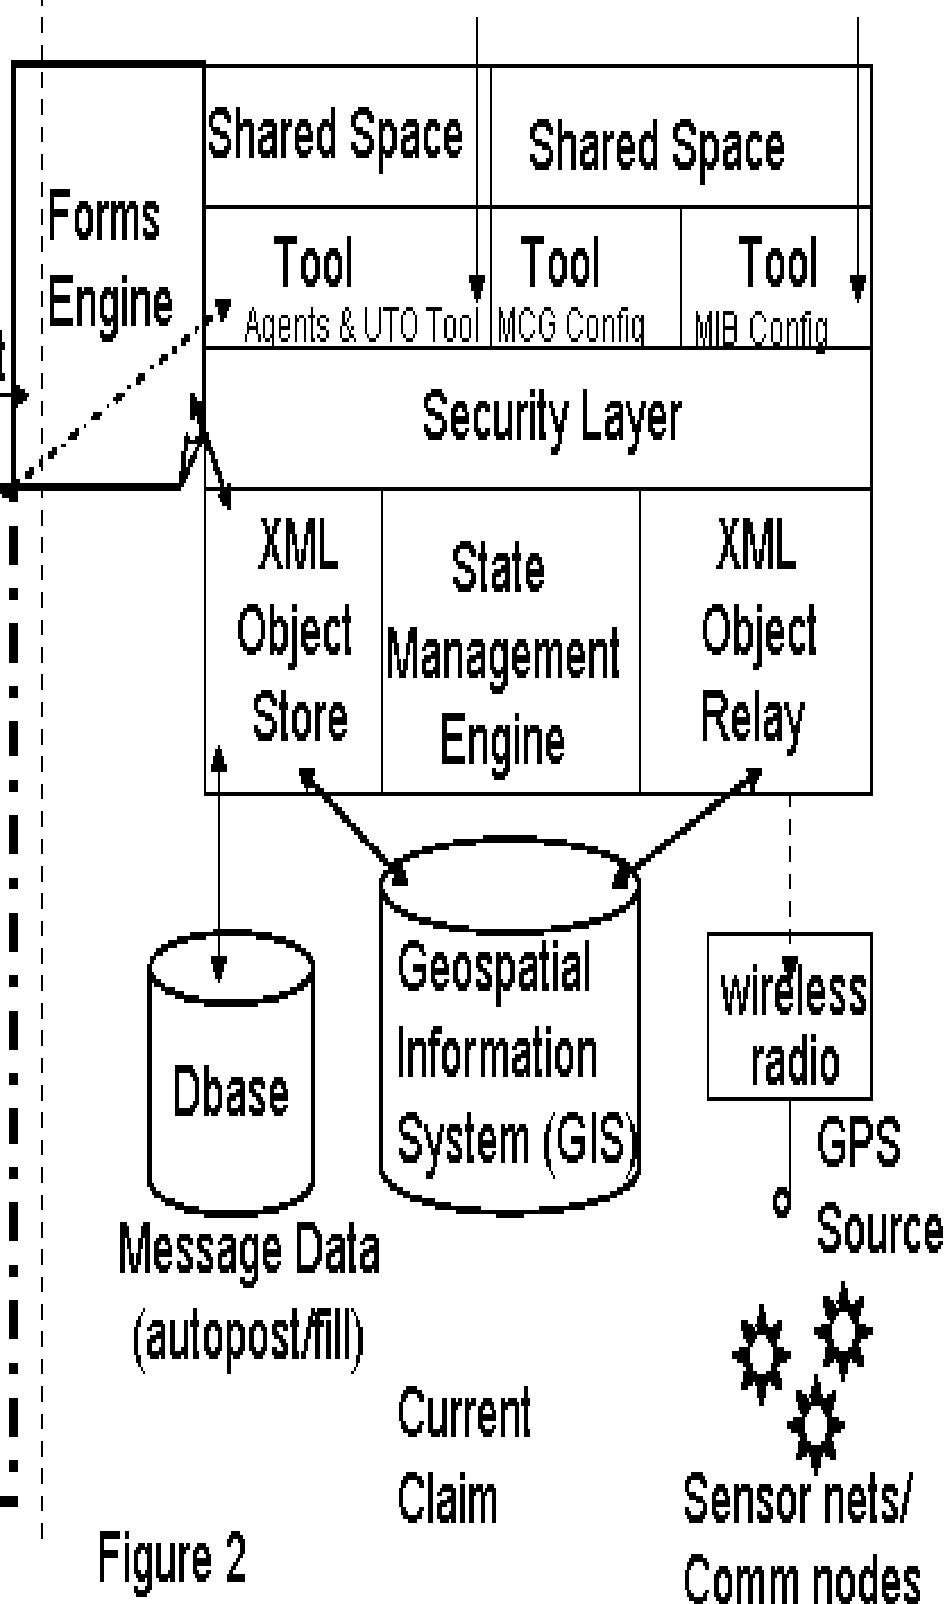 Shared Space
Shared Space
Forms
Engine
Tool
Agents & UTO Tool
Tool
MCG Config
Tool
MIB Config
Security Layer
XML
Object
Store
State
Management
Engine
XML
Object
Relay
Dbase
Geospatial
Information
System (GIS)
wireless
radio
GPS
Source
Message Data
(autopost/fill)
Current
Claim
Sensor nets/
Comm nodes
Figure 2